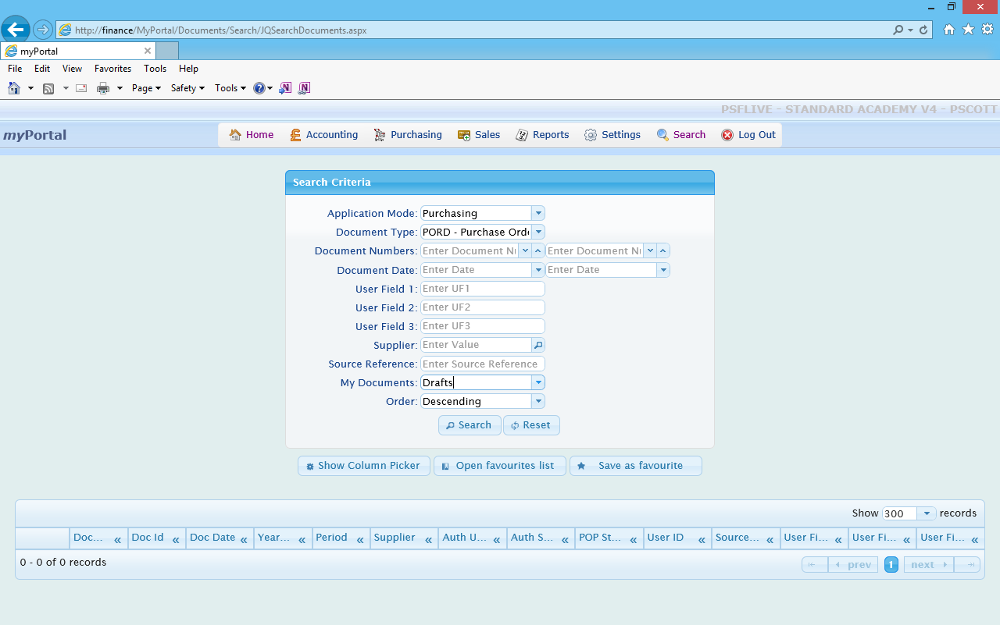 http://finance/MyPortal/Documents/Search/JQSearchDocuments.aspx
myPortal
File Edit View Favorites Tools Help
Page Safety Tools
PSFLIVE - STANDARD ACADEMY V4 - PSCOTT
myPortal Home Accounting Purchasing Sales Reports Settings Search Log Out
Search Criteria
Application Mode: Purchasing
Document Type: PORD - Purchase Orde
Document Numbers: Enter Document Nu Enter Document Nu
Document Date: Enter Date Enter Date
User Field 1: Enter UF1
User Field 2: Enter UF2
User Field 3: Enter UF3
Supplier: Enter Value
Source Reference: Enter Source Reference
My Documents: Drafts
Order: Descending
Search Reset
Show Column Picker Open favourites list Save as favourite
Show 300 records
Doc... « Doc Id « Doc Date « Year... « Period « Supplier « Auth U... « Auth S... « POP St... « User ID « Source... « User Fi... « User Fi... « User Fi... «
0 - 0 of 0 records prev 1 next